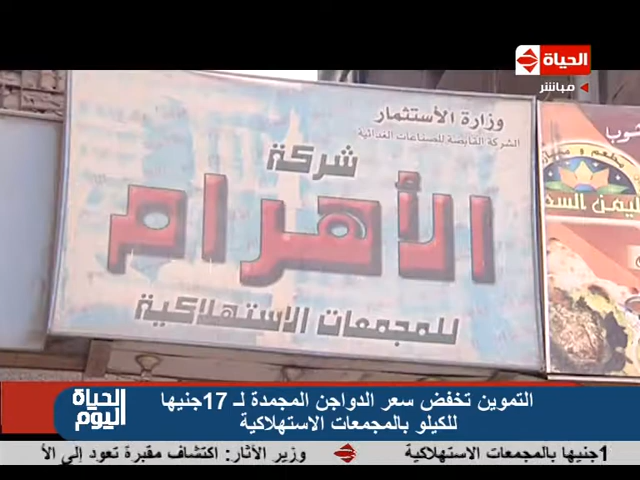 الحياة
مباشر
وزارة الأستثمار
الشركة القابضة للصناعات الغذائية
شركة
الأهرام
للمجمعات الاستهلاكية
التموين تخفض سعر الدواجن المجمدة لـ 17جنيها
للكيلو بالمجمعات الاستهلاكية
الحياة
اليوم
1جنيها بالمجمعات الاستهلاكية
وزير الآثار: اكتشاف مقبرة تعود إلى الأ